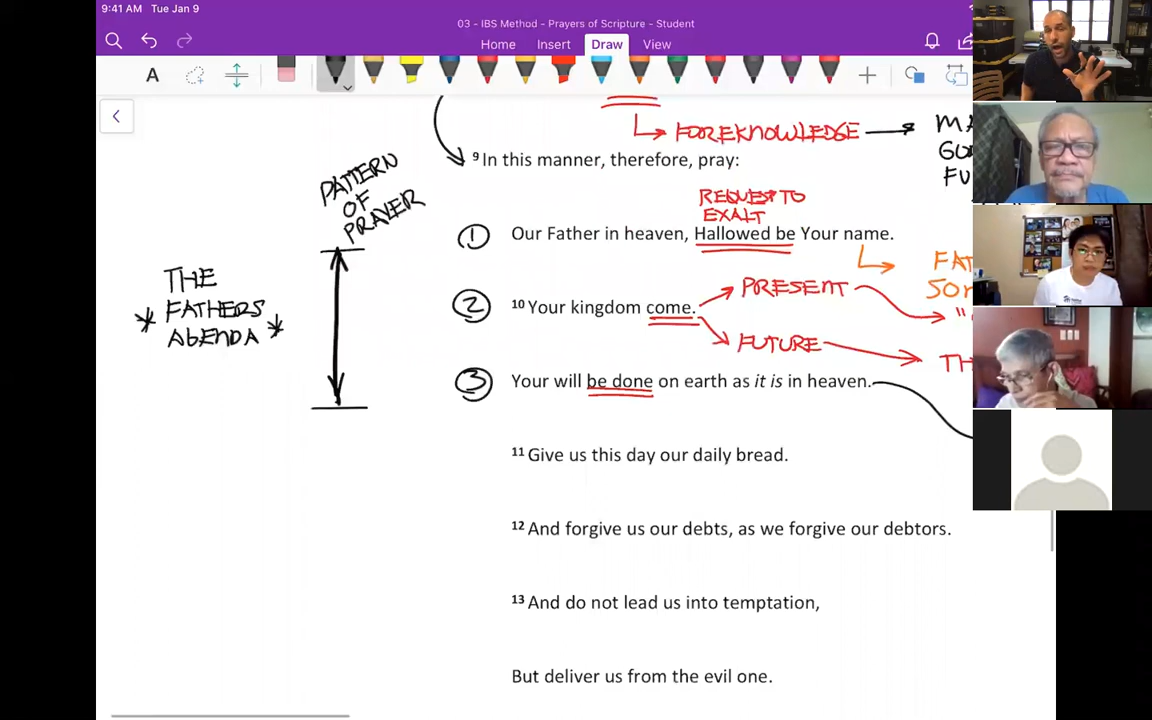 9:41 AM Tue Jan 9
03 - IBS Method - Prayers of Scripture - Student
Home Insert Draw View
A
FOREKNOWLEDGE
9 In this manner, therefore, pray:
PATTERN
OF
PRAYER
REQUEST TO
EXALT
1 Our Father in heaven, Hallowed be Your name.
THE
FATHERS
AGENDA
PRESENT
2 10 Your kingdom come.
FUTURE
3 Your will be done on earth as it is in heaven.
11 Give us this day our daily bread.
12 And forgive us our debts, as we forgive our debtors.
13 And do not lead us into temptation,
But deliver us from the evil one.